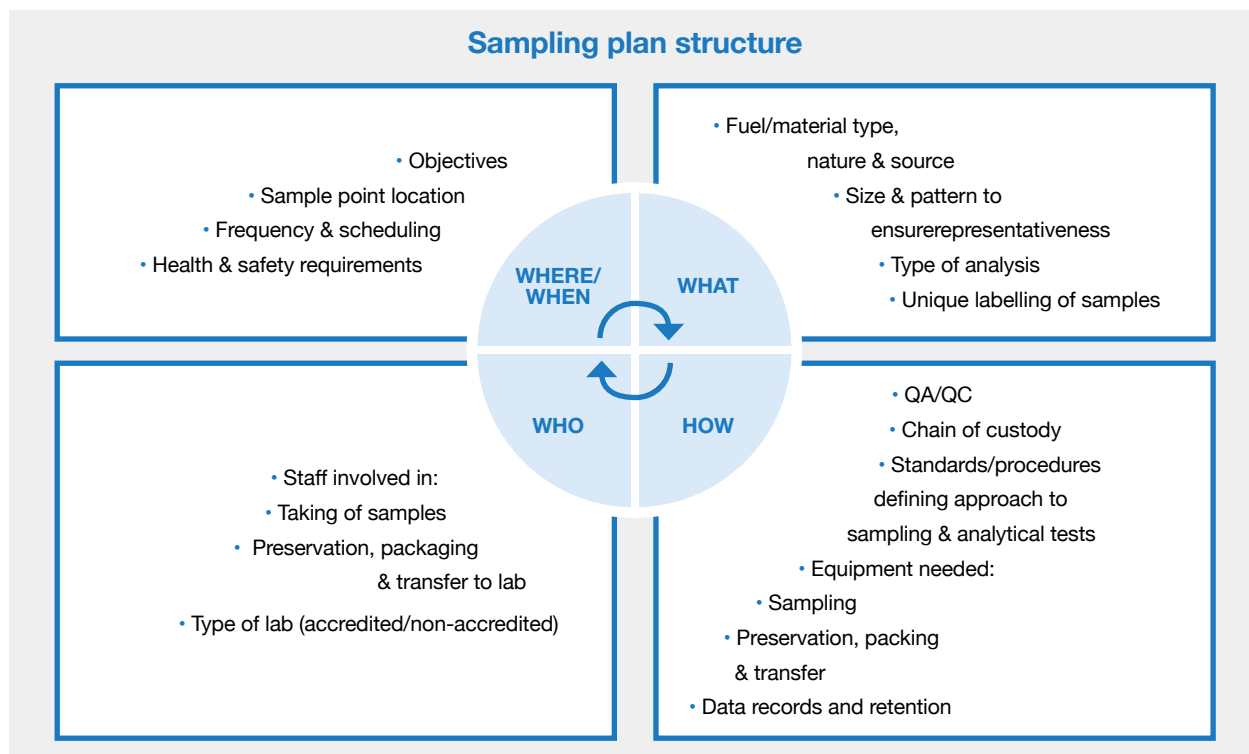 Sampling plan structure
• Objectives
• Sample point location
• Frequency & scheduling
• Health & safety requirements
WHERE/
WHEN
• Fuel/material type,
nature & source
• Size & pattern to
ensurerepresentativeness
• Type of analysis
• Unique labelling of samples
WHAT
WHO
• Staff involved in:
• Taking of samples
• Preservation, packaging
& transfer to lab
• Type of lab (accredited/non-accredited)
HOW
• QA/QC
• Chain of custody
• Standards/procedures
defining approach to
sampling & analytical tests
• Equipment needed:
• Sampling
• Preservation, packing
& transfer
• Data records and retention